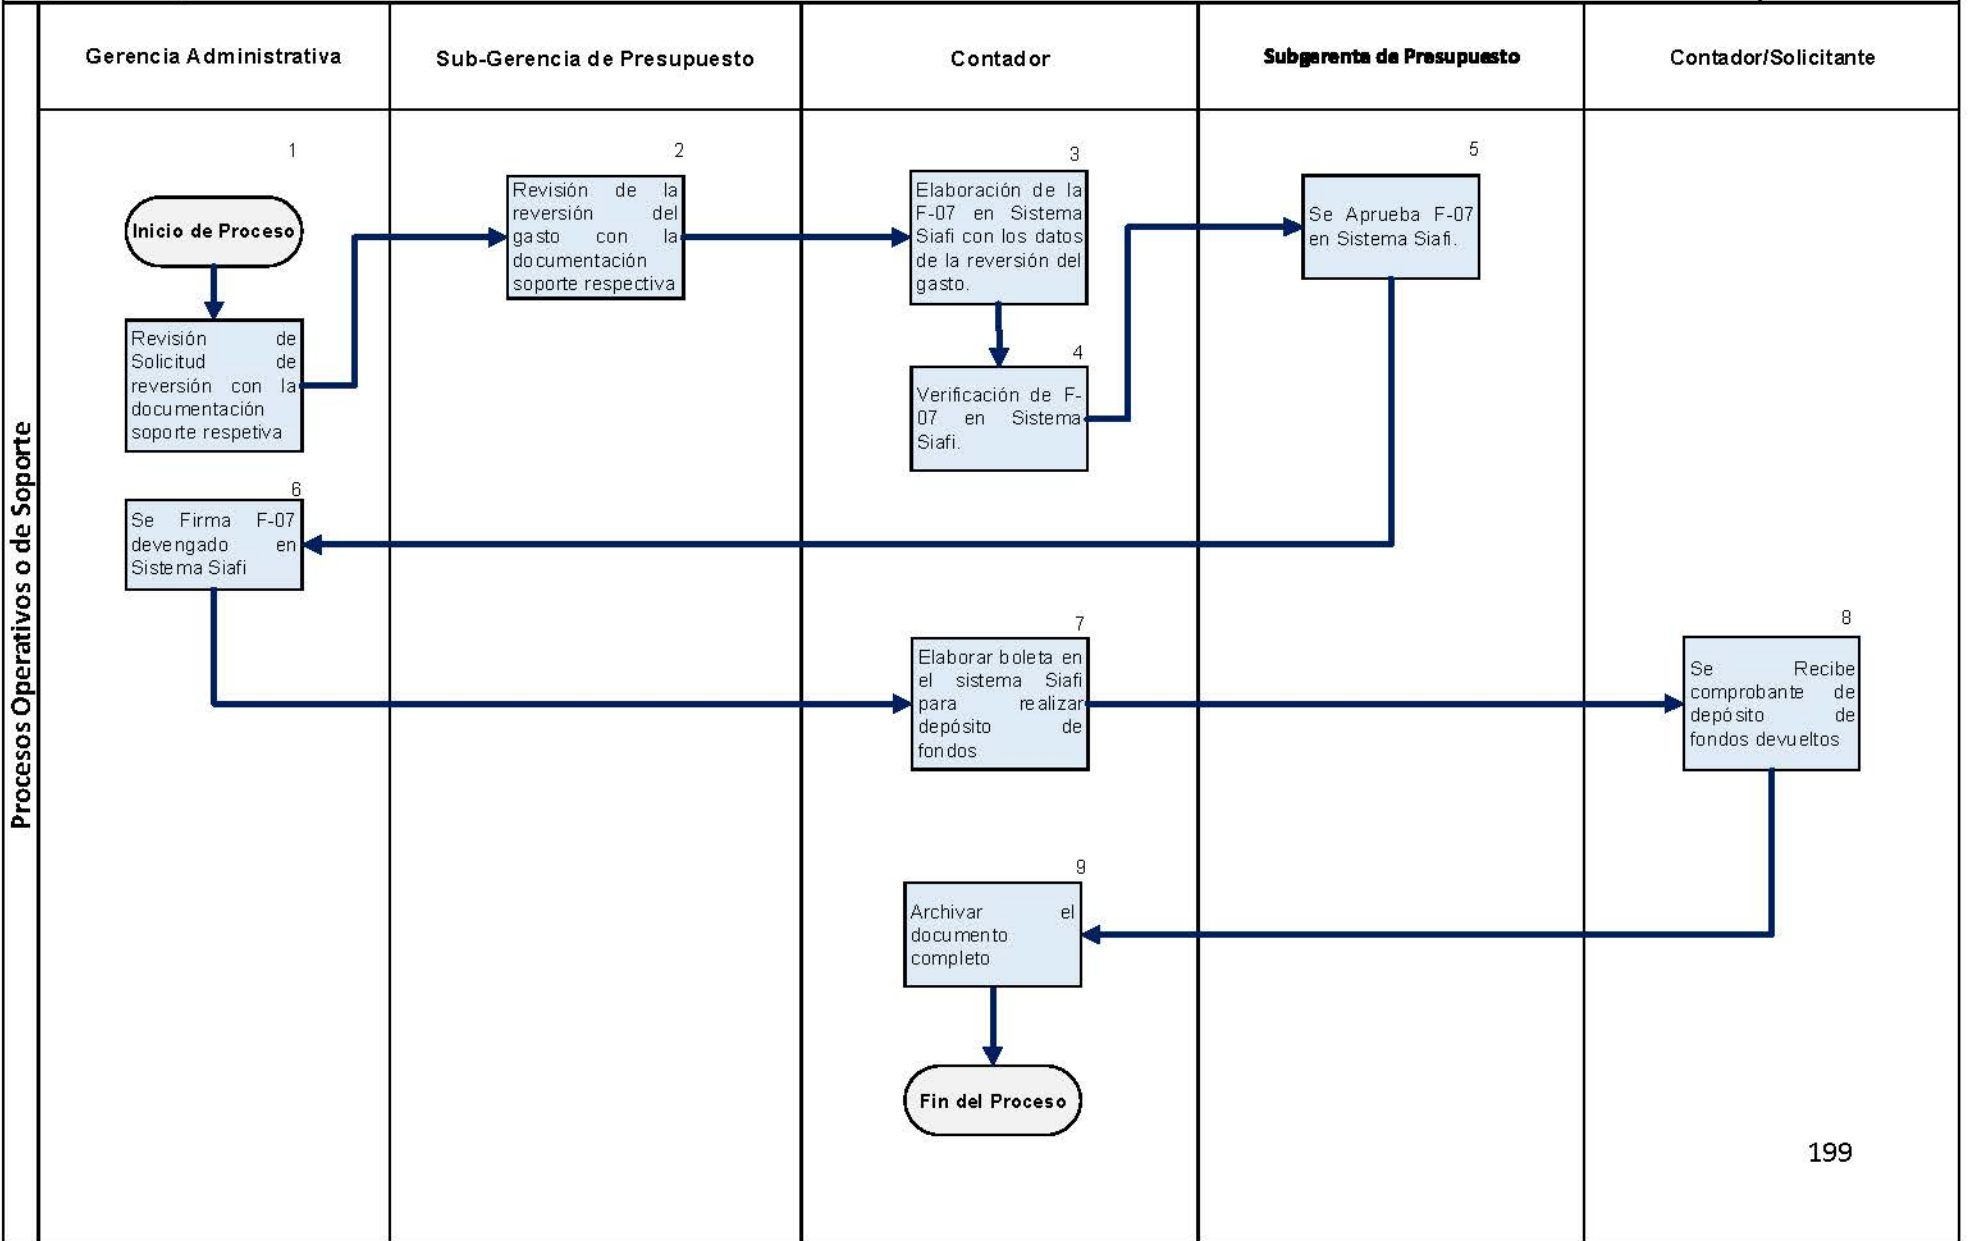 Gerencia Administrativa
Sub-Gerencia de Presupuesto
Contador
Subgerente de Presupuesto
Contador/Solicitante
Procesos Operativos o de Soporte
1
Inicio de Proceso
Revisión de
Solicitud de
reversión con la
documentación
soporte respetiva
2
Revisión de la
reversión del
gasto con la
documentación
soporte respectiva
3
Elaboración de la
F-07 en Sistema
Siafi con los datos
de la reversión del
gasto.
4
Verificación de F-
07 en Sistema
Siafi.
5
Se Aprueba F-07
en Sistema Siafi.
6
Se Firma F-07
devengado en
Sistema Siafi
7
Elaborar boleta en
el sistema Siafi
para realizar
depósito de
fondos
8
Se Recibe
comprobante de
depósito de
fondos devueltos
9
Archivar el
documento
completo
Fin del Proceso
199